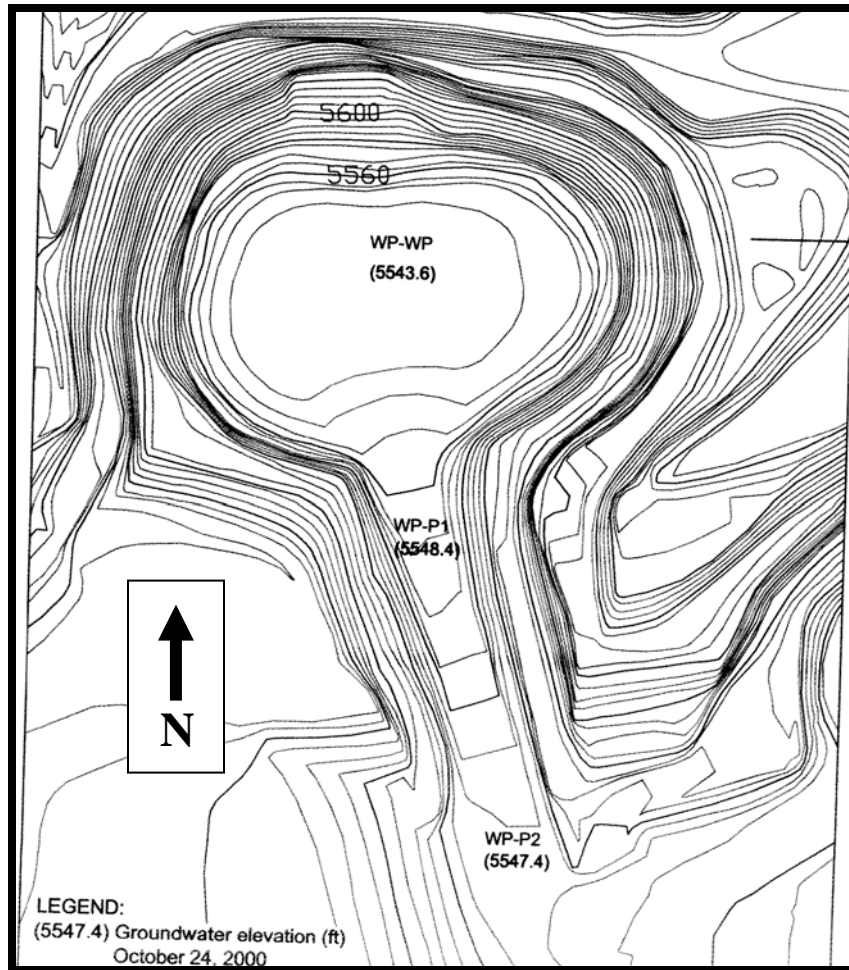 5600
5560
WP-WP
(5543.6)
WP-P1
(5548.4)
N
WP-P2
(5547.4)
LEGEND:
(5547.4) Groundwater elevation (ft)
October 24, 2000